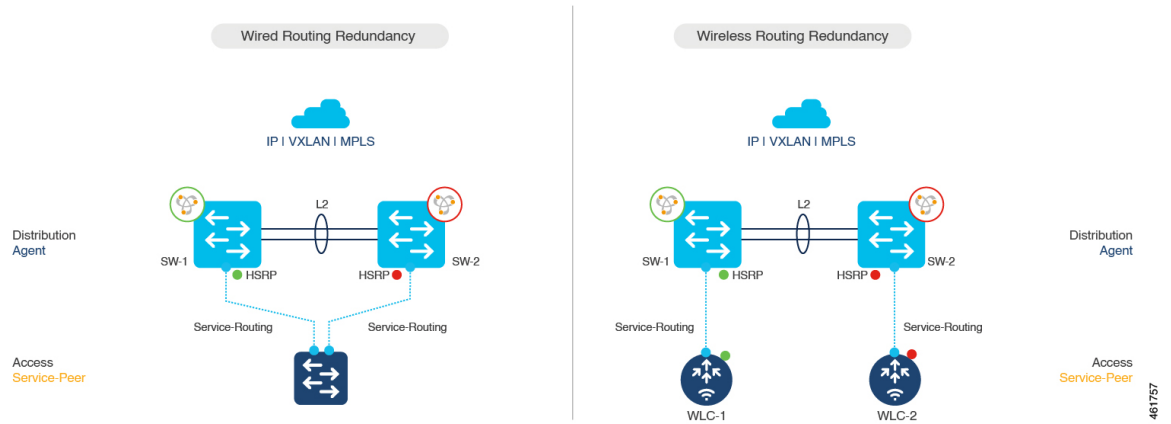 Wired Routing Redundancy
IP | VXLAN | MPLS
L2
Distribution
Agent
SW-1
HSRP
HSRP
SW-2
Service-Routing
Service-Routing
Access
Service-Peer
Wireless Routing Redundancy
IP | VXLAN | MPLS
L2
SW-1
HSRP
HSRP
SW-2
Distribution
Agent
Service-Routing
Service-Routing
Access
Service-Peer
WLC-1
WLC-2
461757